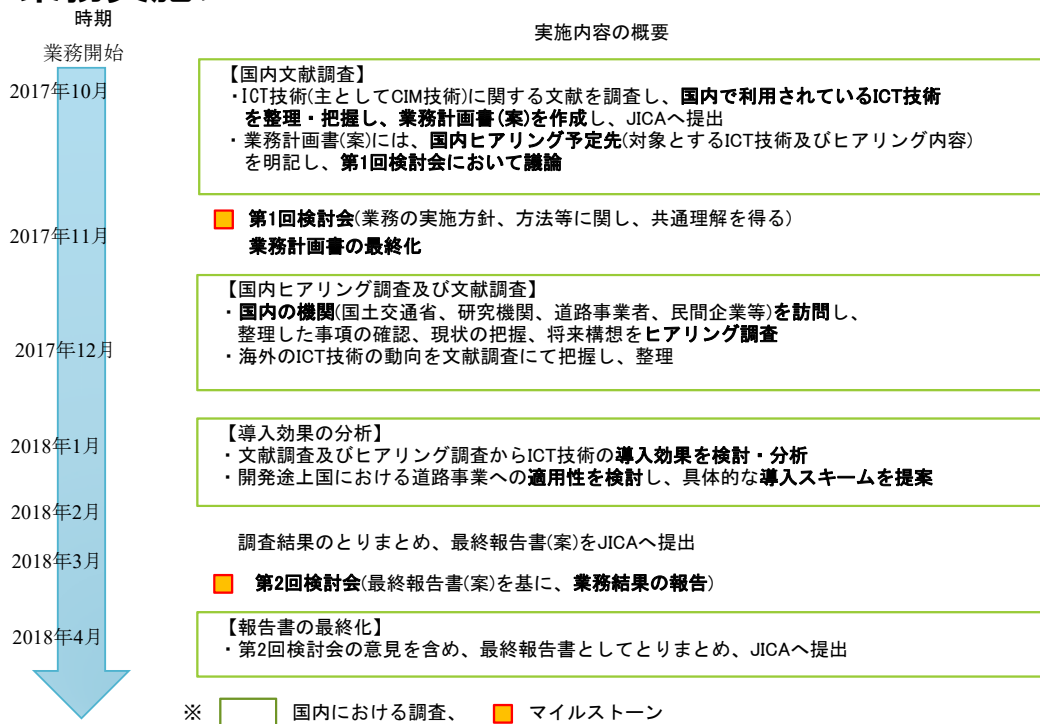 時期
実施内容の概要
業務開始
2017年10月
【国内文献調査】
・ICT技術(主としてCIM技術)に関する文献を調査し、国内で利用されているICT技術
を整理・把握し、業務計画書(案)を作成し、JICAへ提出
・業務計画書(案)には、国内ヒアリング予定先(対象とするICT技術及びヒアリング内容)
を明記し、第1回検討会において議論
2017年11月
第1回検討会(業務の実施方針、方法等に関し、共通理解を得る)
業務計画書の最終化
【国内ヒアリング調査及び文献調査】
・国内の機関(国土交通省、研究機関、道路事業者、民間企業等)を訪問し、
整理した事項の確認、現状の把握、将来構想をヒアリング調査
・海外のICT技術の動向を文献調査にて把握し、整理
2017年12月
2018年1月
【導入効果の分析】
・文献調査及びヒアリング調査からICT技術の導入効果を検討・分析
・開発途上国における道路事業への適用性を検討し、具体的な導入スキームを提案
2018年2月
調査結果のとりまとめ、最終報告書(案)をJICAへ提出
2018年3月
第2回検討会(最終報告書(案)を基に、業務結果の報告)
2018年4月
【報告書の最終化】
・第2回検討会の意見を含め、最終報告書としてとりまとめ、JICAへ提出
※ 国内における調査、 マイルストーン